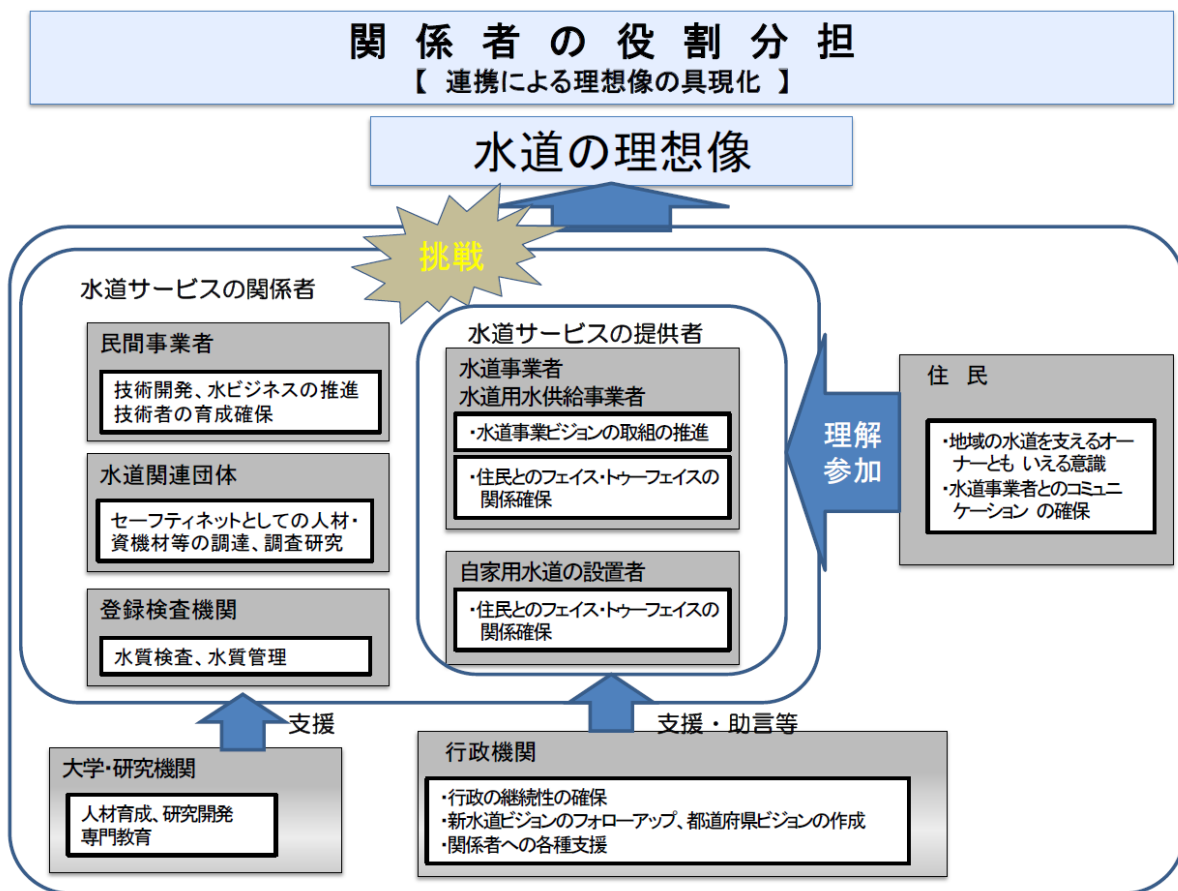 関係者の役割分担
【 連携による理想像の具現化 】
水道の理想像
挑戦
水道サービスの関係者
民間事業者
技術開発、水ビジネスの推進
技術者の育成確保
水道関連団体
セーフティネットとしての人材・
資機材等の調達、調査研究
登録検査機関
水質検査、水質管理
水道サービスの提供者
水道事業者
水道用水供給事業者
・水道事業ビジョンの取組の推進
・住民とのフェイス・トゥーフェイスの
関係確保
自家用水道の設置者
・住民とのフェイス・トゥーフェイスの
関係確保
理解
参加
住　民
・地域の水道を支えるオー
ナーとも いえる意識
・水道事業者とのコミュニ
ケーション の確保
支援
大学・研究機関
人材育成、研究開発
専門教育
支援・助言等
行政機関
・行政の継続性の確保
・新水道ビジョンのフォローアップ、都道府県ビジョンの作成
・関係者への各種支援